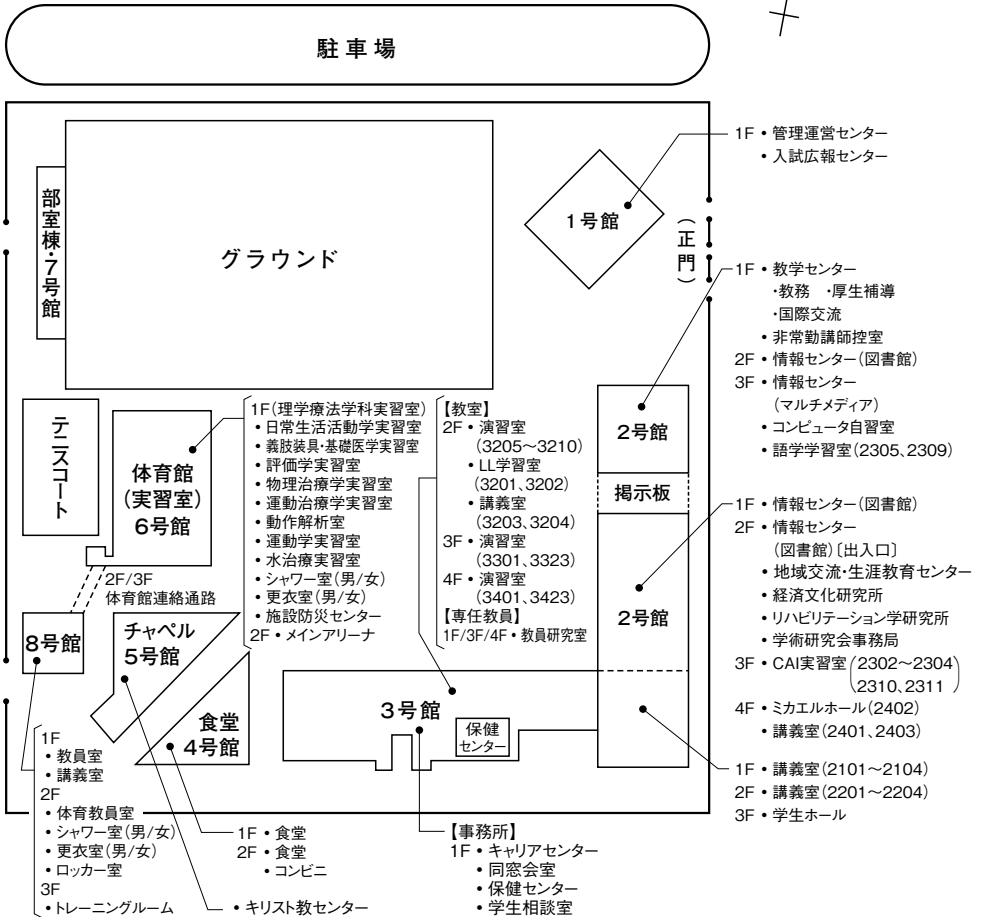 駐車場
1F • 管理運営センター
• 入試広報センター
1号館
(正門)
部室棟・7号館
グラウンド
1F • 教学センター
・教務 ・厚生補導
・国際交流
• 非常勤講師控室
2F • 情報センター(図書館)
3F • 情報センター
(マルチメディア)
• コンピュータ自習室
• 語学学習室(2305、2309)
2号館
掲示板
テニスコート
体育館
(実習室)
6号館
1F(理学療法学科実習室)
• 日常生活活動学実習室
• 義肢装具・基礎医学実習室
• 評価学実習室
• 物理治療学実習室
• 運動治療学実習室
• 動作解析室
• 運動学実習室
• 水治療実習室
• シャワー室(男/女)
• 更衣室(男/女)
• 施設防災センター
2F • メインアリーナ
【教室】
2F • 演習室
(3205〜3210)
• LL学習室
(3201、3202)
• 講義室
(3203、3204)
3F • 演習室
(3301、3323)
4F • 演習室
(3401、3423)
【専任教員】
1F/3F/4F • 教員研究室
1F • 情報センター(図書館)
2F • 情報センター
(図書館)〔出入口〕
• 地域交流・生涯教育センター
• 経済文化研究所
• リハビリテーション学研究所
• 学術研究会事務局
3F • CAI実習室(2302〜2304
2310、2311)
4F • ミカエルホール(2402)
• 講義室(2401、2403)
2号館
2F/3F
体育館連絡通路
8号館
チャペル
5号館
食堂
4号館
3号館
保健
センター
1F • 講義室(2101〜2104)
2F • 講義室(2201〜2204)
3F • 学生ホール
1F
• 教員室
• 講義室
2F
• 体育教員室
• シャワー室(男/女)
• 更衣室(男/女)
• ロッカー室
3F
• トレーニングルーム
1F • 食堂
2F • 食堂
• コンビニ
• キリスト教センター
【事務所】
1F • キャリアセンター
• 同窓会室
• 保健センター
• 学生相談室